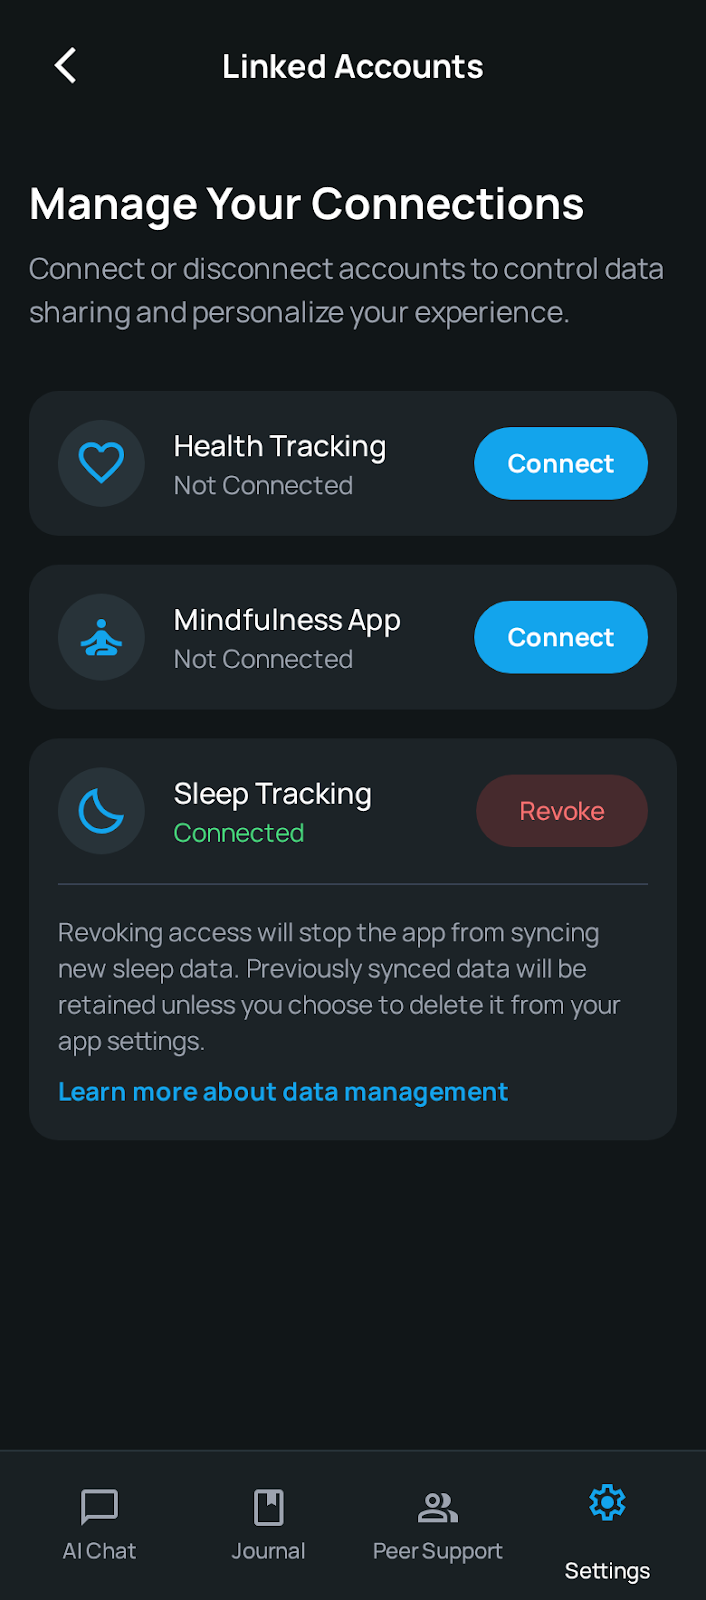 Linked Accounts
Manage Your Connections
Connect or disconnect accounts to control data
sharing and personalize your experience.
Health Tracking
Not Connected
Connect
Mindfulness App
Not Connected
Connect
Sleep Tracking
Connected
Revoke
Revoking access will stop the app from syncing
new sleep data. Previously synced data will be
retained unless you choose to delete it from your
app settings.
Learn more about data management
AI Chat
Journal
Peer Support
Settings